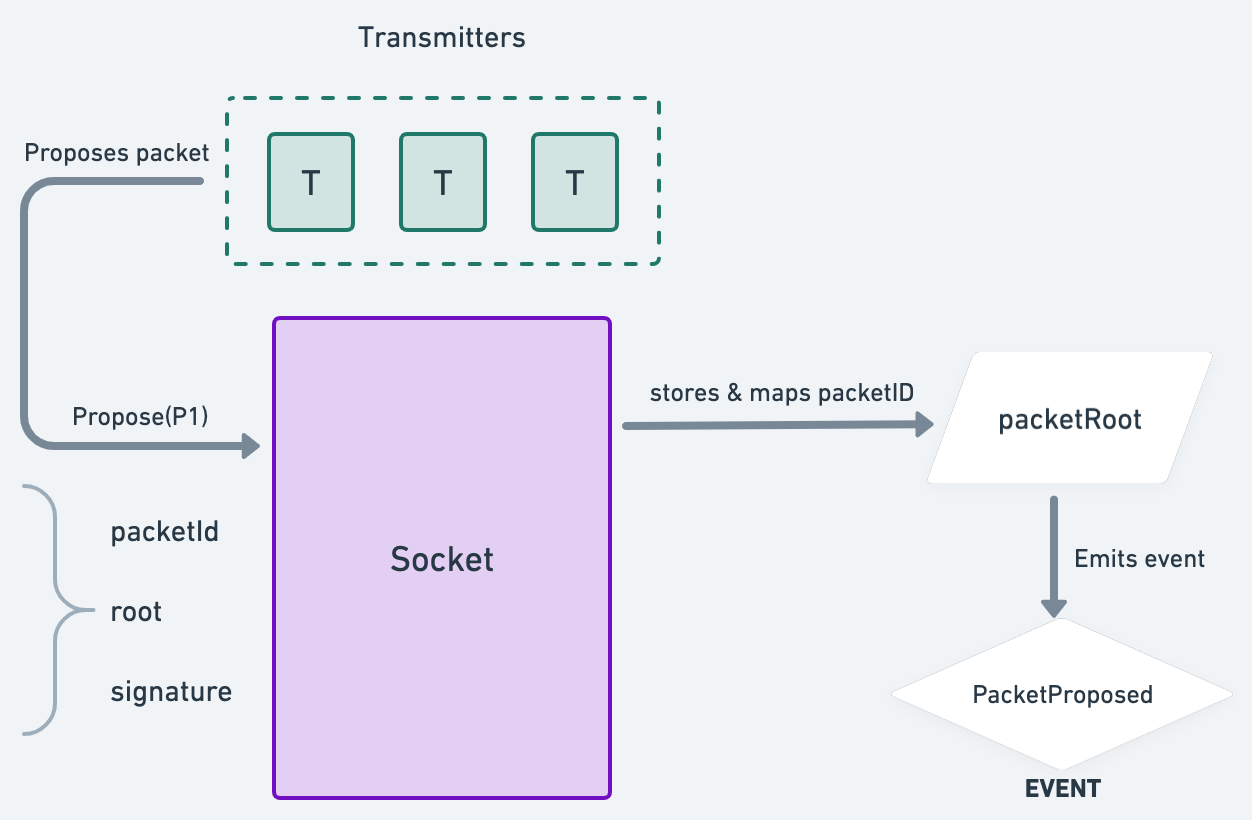 Transmitters
Proposes packet
T
T
T
Propose(P1)
stores & maps packetID
packetRoot
packetId
root
signature
Socket
Emits event
PacketProposed
EVENT